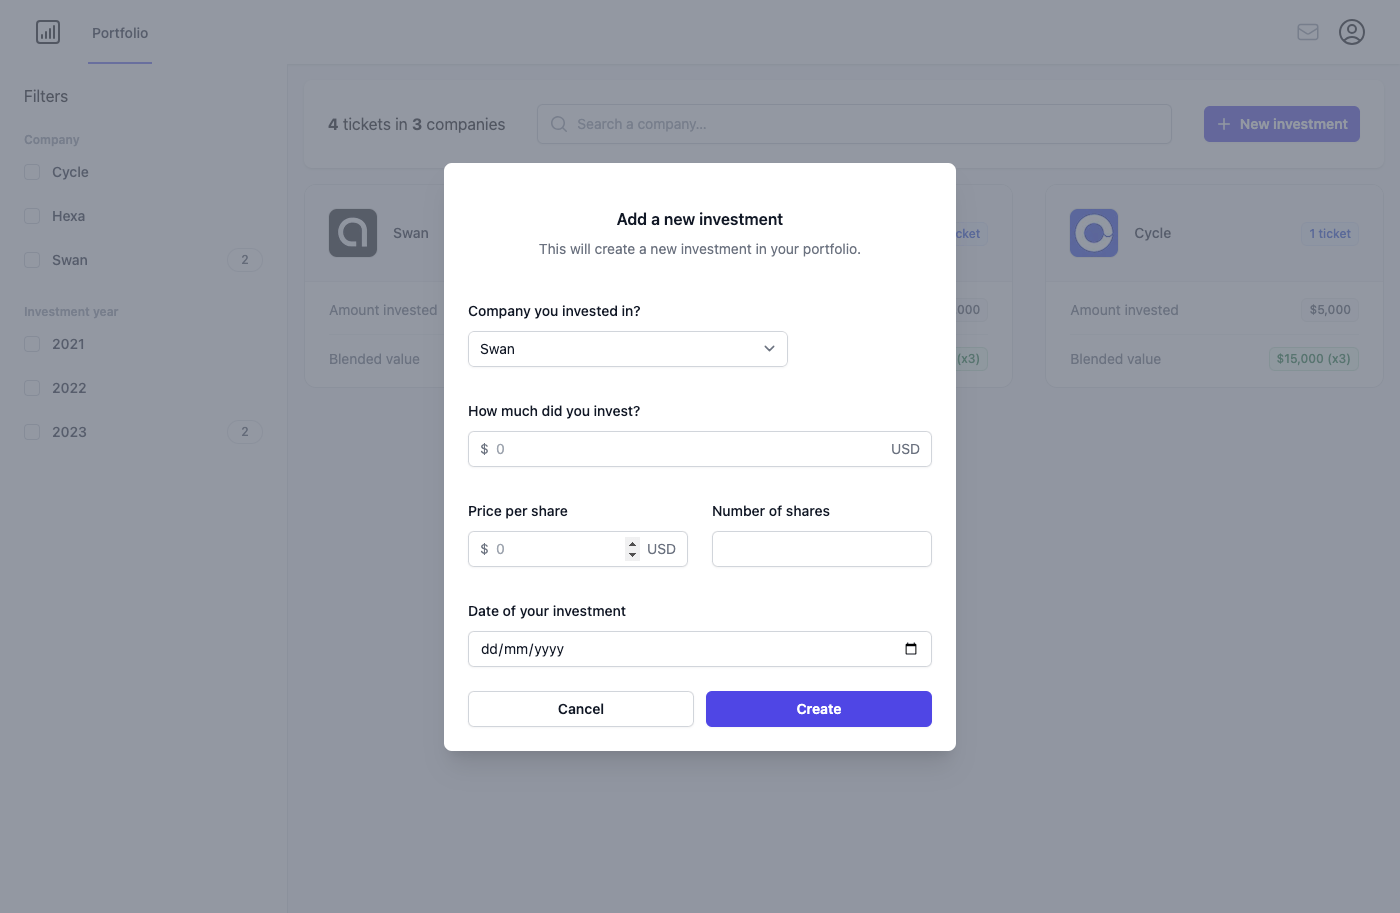 Portfolio
Filters
Company
Cycle
Hexa
Swan 2
Investment year
2021
2022
2023 2
4 tickets in 3 companies
Search a company...
New investment
Swan
cket
Amount invested
000
Blended value
(x3)
Cycle
1 ticket
Amount invested
$5,000
Blended value
$15,000 (x3)
Add a new investment
This will create a new investment in your portfolio.
Company you invested in?
Swan
How much did you invest?
$ 0 USD
Price per share
$ 0 USD
Number of shares
Date of your investment
dd/mm/yyyy
Cancel
Create